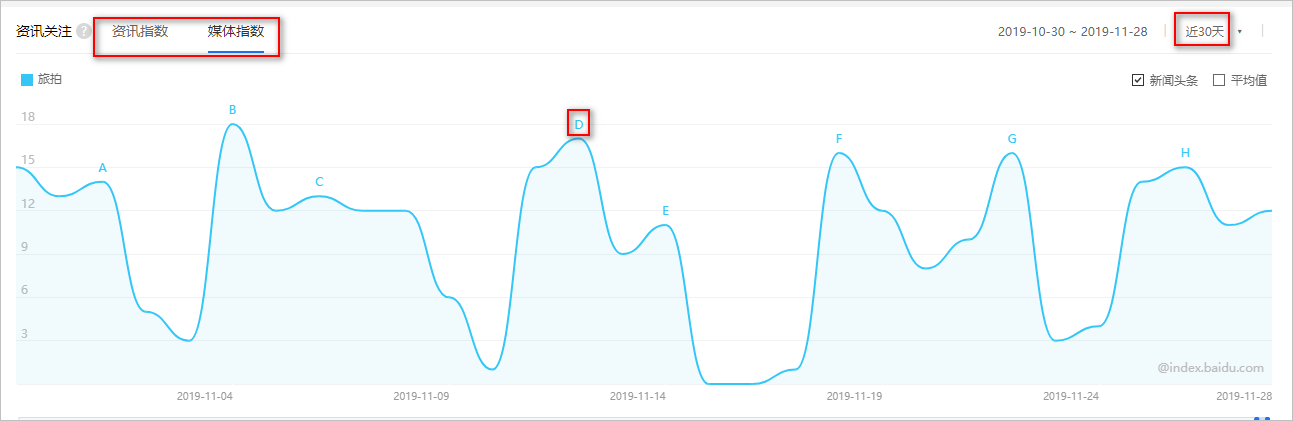 资讯关注 ? 资讯指数 媒体指数 2019-10-30 ~ 2019-11-28 近30天
旅拍 新闻头条 平均值
18
15
12
9
6
3
A
B
C
D
E
F
G
H
@index.baidu.com
2019-11-04 2019-11-09 2019-11-14 2019-11-19 2019-11-24 2019-11-28